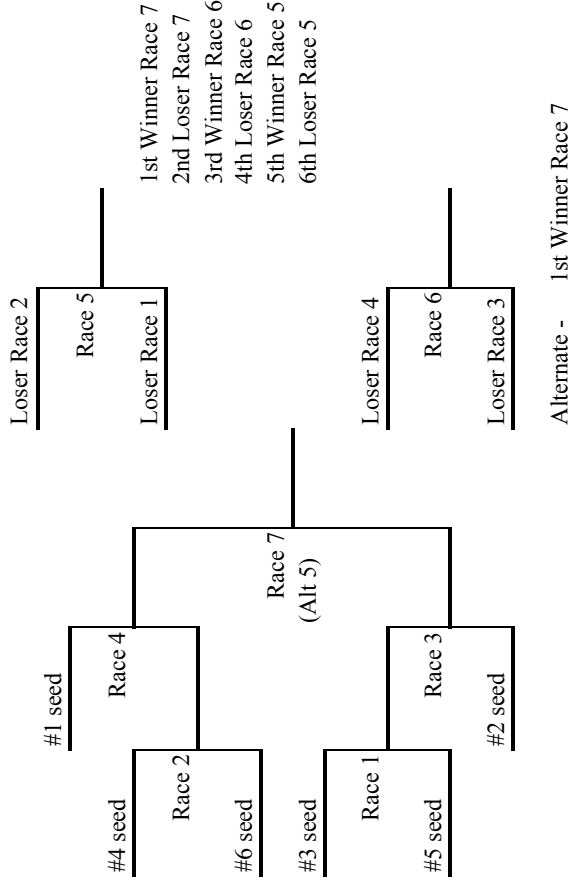 #1 seed
Race 4
#4 seed
Race 2
#6 seed
Race 7
(Alt 5)
#3 seed
Race 1
#5 seed
Race 3
#2 seed
Loser Race 2
Race 5
Loser Race 1
1st Winner Race 7
2nd Loser Race 7
3rd Winner Race 6
4th Loser Race 6
5th Winner Race 5
6th Loser Race 5
Loser Race 4
Race 6
Loser Race 3
Alternate - 1st Winner Race 7